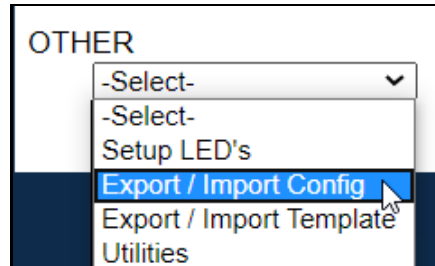 OTHER
-Select-
-Select-
Setup LED's
Export / Import Config
Export / Import Template
Utilities